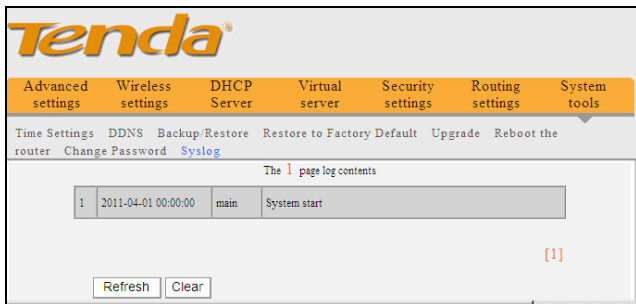 Tenda®
Advanced settings Wireless settings DHCP Server Virtual server Security settings Routing settings System tools
Time Settings DDNS Backup/Restore Restore to Factory Default Upgrade Reboot the
router Change Password Syslog
The 1 page log contents
1 2011-04-01 00:00:00 main System start
[1]
Refresh Clear